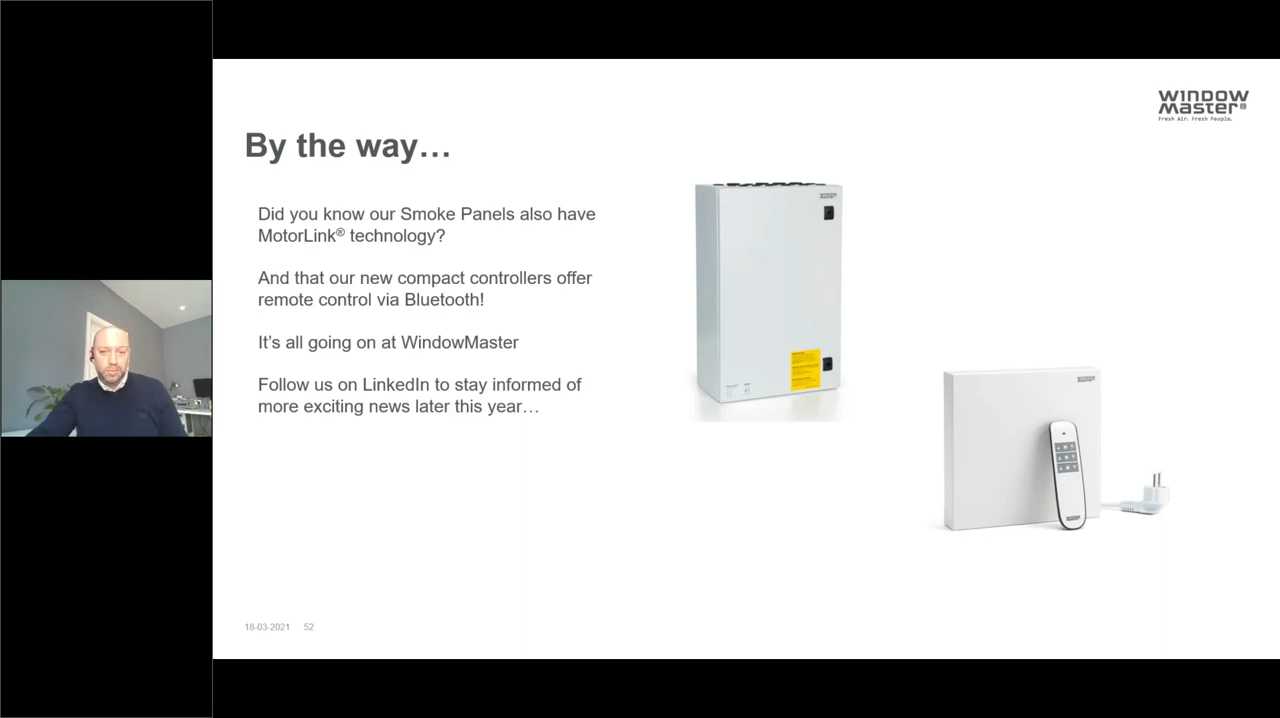 WINDOW
Master®
Fresh Air. Fresh People.
By the way…
Did you know our Smoke Panels also have
MotorLink® technology?
And that our new compact controllers offer
remote control via Bluetooth!
It’s all going on at WindowMaster
Follow us on LinkedIn to stay informed of
more exciting news later this year…
18-03-2021 52